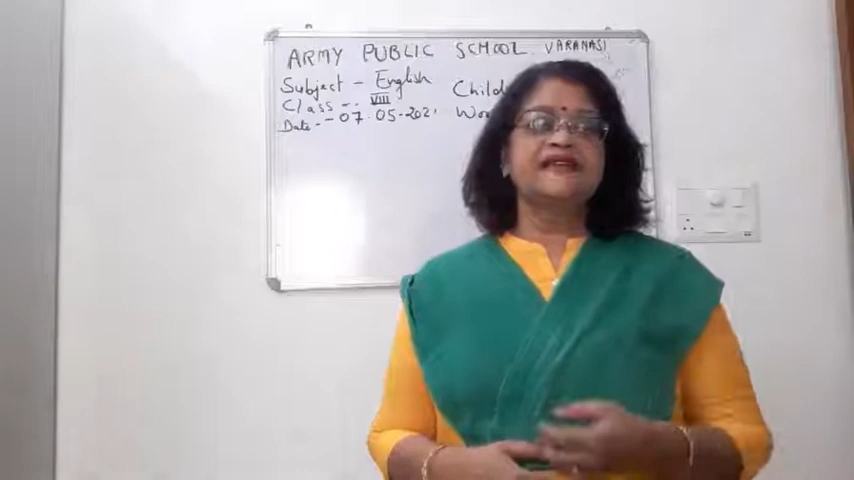 ARMY PUBLIC SCHOOL VARANASI
Subject - English
Class -- VIII
Date - - 07.05-2021